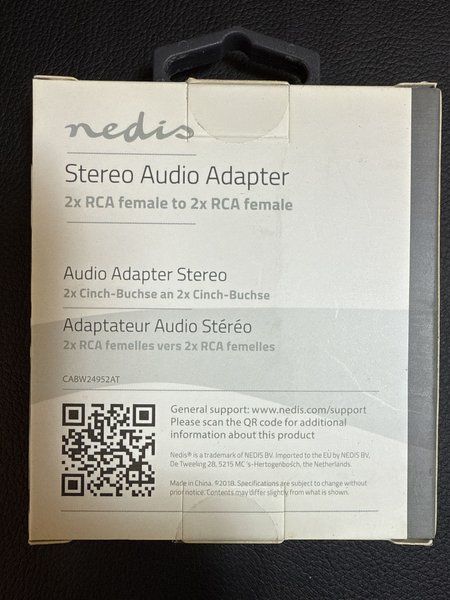 nedis
Stereo Audio Adapter
2x RCA female to 2x RCA female
Audio Adapter Stereo
2x Cinch-Buchse an 2x Cinch-Buchse
Adaptateur Audio Stéréo
2x RCA femelles vers 2x RCA femelles
CABW24952AT
General support: www.nedis.com/support
Please scan the QR code for additional
information about this product
Nedis® is a trademark of NEDIS BV. Imported to the EU by NEDIS BV,
De Tweeling 28, 5215 MC 's-Hertogenbosch, the Netherlands.
Made in China. ©2018. Specifications are subject to change without
prior notice. Contents may differ slightly from what is shown.